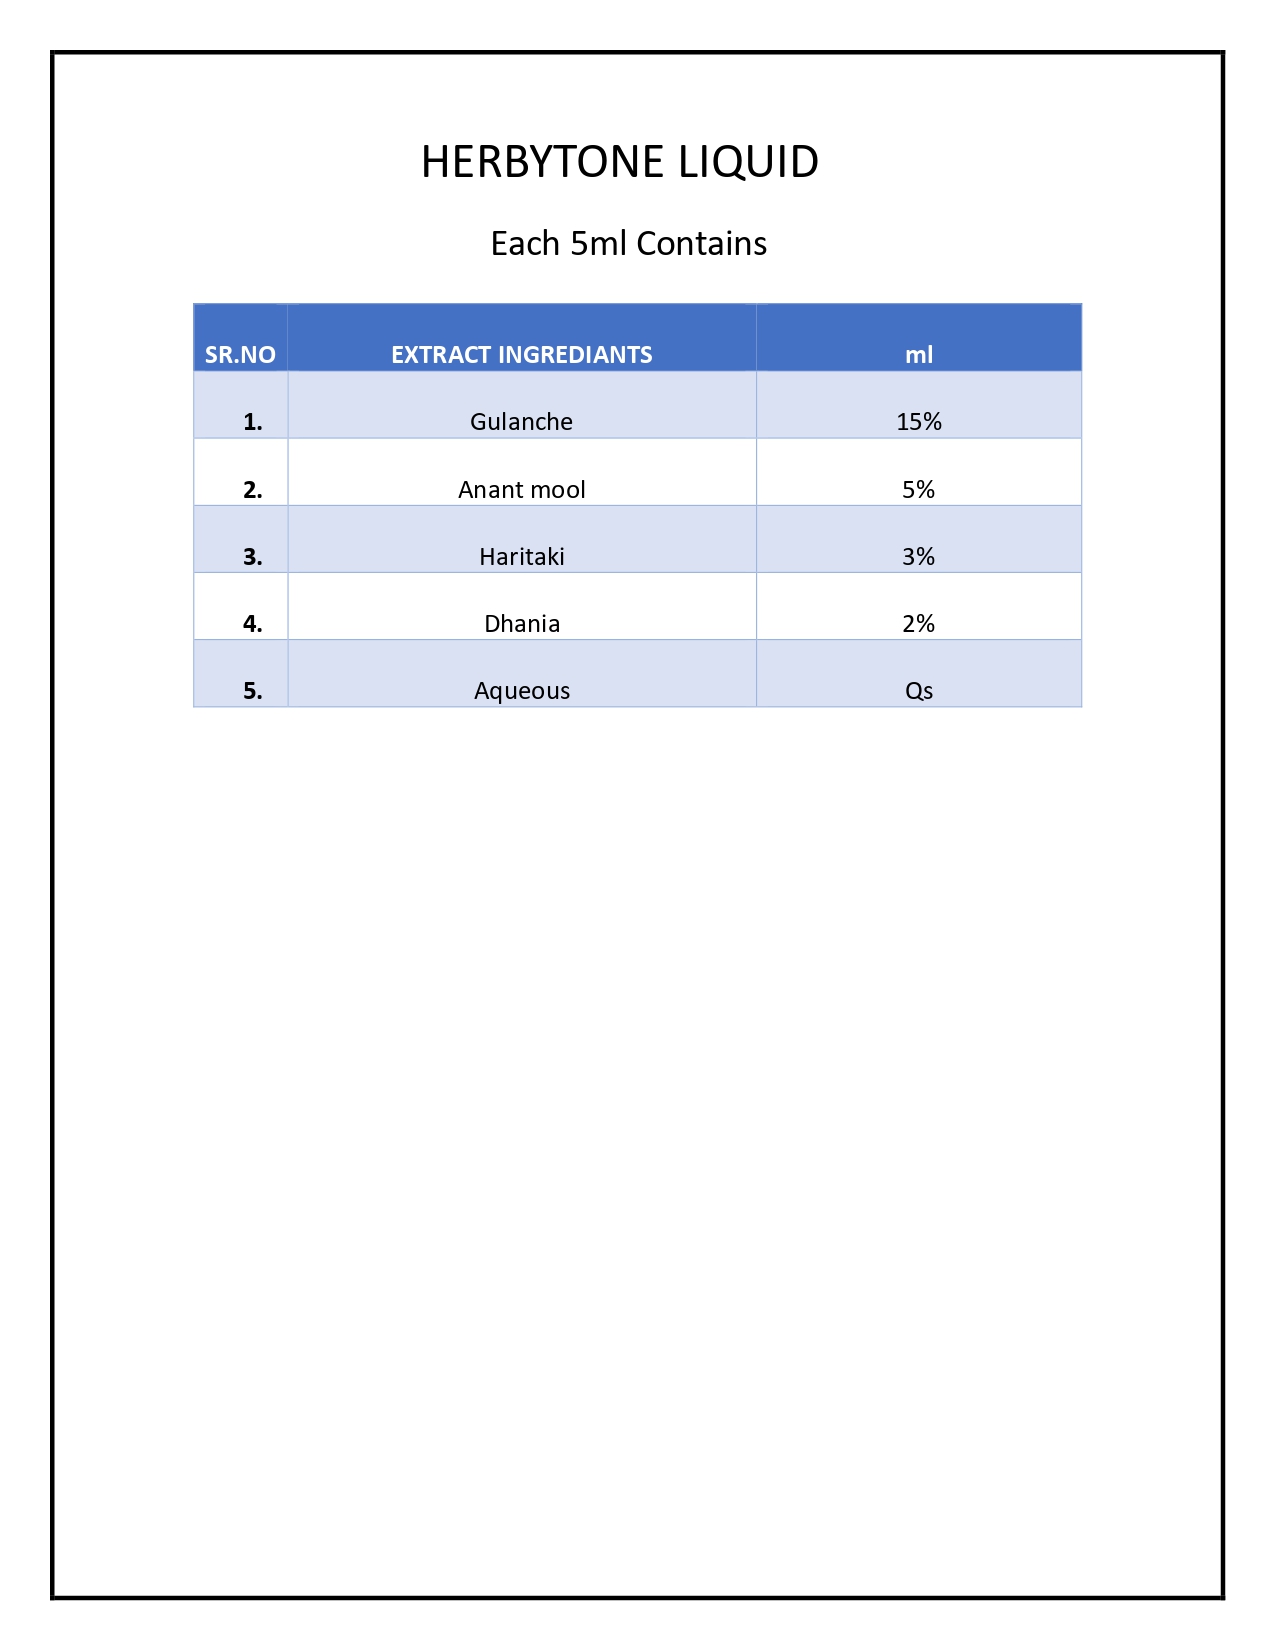 HERBYTONE LIQUID
Each 5ml Contains
SR.NO EXTRACT INGREDIANTS ml
1. Gulanche 15%
2. Anant mool 5%
3. Haritaki 3%
4. Dhania 2%
5. Aqueous Qs